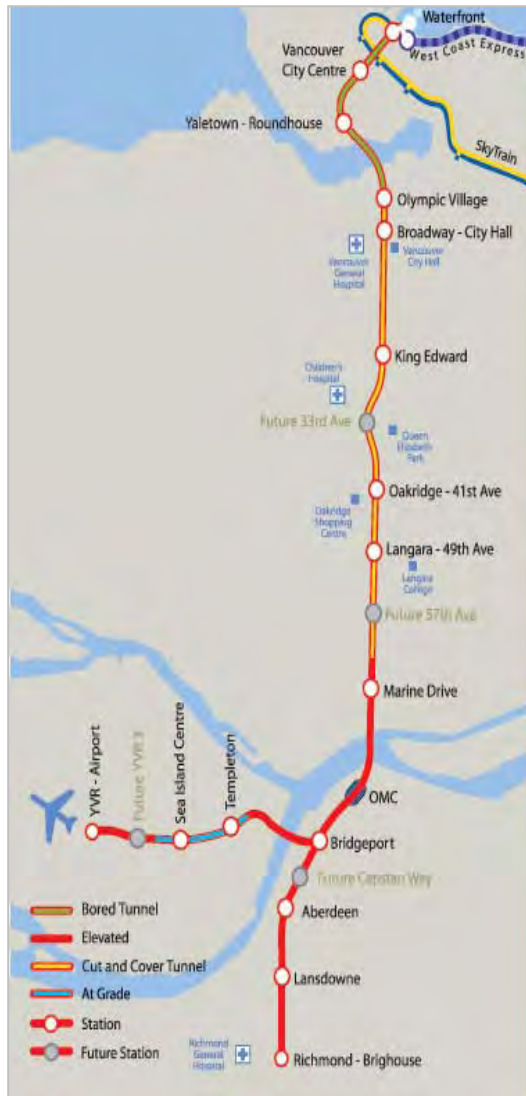 Waterfront
West Coast Express
Vancouver
City Centre
Yaletown - Roundhouse
SkyTrain
Olympic Village
Broadway - City Hall
Vancouver
General
Hospital
Vancouver
City Hall
King Edward
Children's
Hospital
Future 33rd Ave
Queen
Elizabeth
Park
Oakridge - 41st Ave
Oakridge
Shopping
Centre
Langara - 49th Ave
Langara
College
Future 57th Ave
Marine Drive
YVR - Airport
Future YVR 3
Sea Island Centre
Templeton
OMC
Bridgeport
Future Capstan Way
Aberdeen
Lansdowne
Richmond - Brighouse
Richmond
General
Hospital
Bored Tunnel
Elevated
Cut and Cover Tunnel
At Grade
Station
Future Station